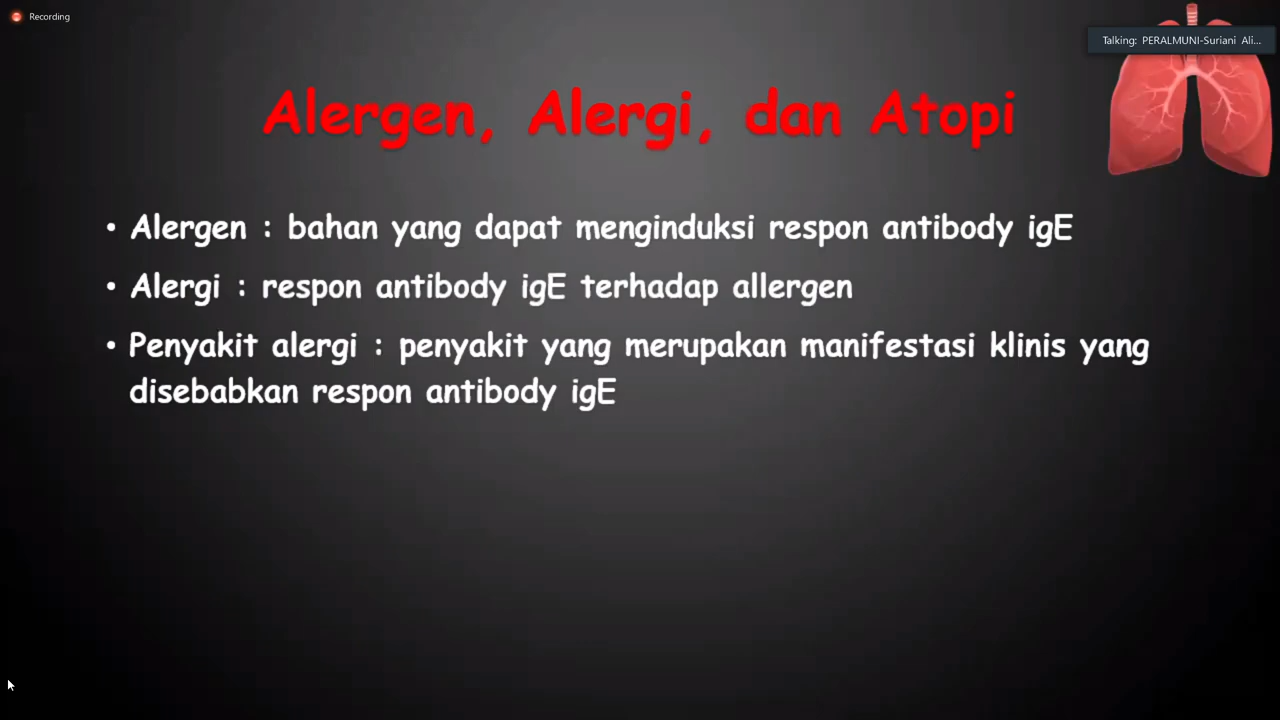 Recording
Talking: PERALMUNI-Suriani Ali...
Alergen, Alergi, dan Atopi
• Alergen : bahan yang dapat menginduksi respon antibody igE
• Alergi : respon antibody igE terhadap allergen
• Penyakit alergi : penyakit yang merupakan manifestasi klinis yang
disebabkan respon antibody igE